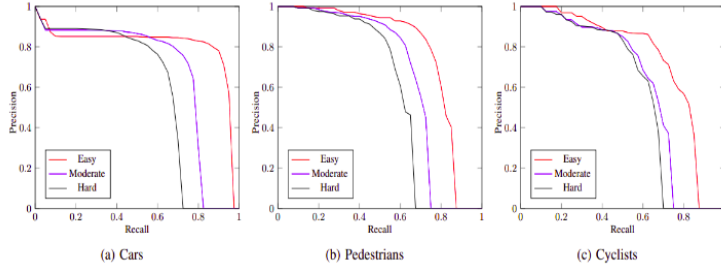 1
0.8
0.6
0.4
0.2
0
Precision
Easy
Moderate
Hard
0 0.2 0.4 0.6 0.8 1
Recall
(a) Cars
1
0.8
0.6
0.4
0.2
0
Precision
Easy
Moderate
Hard
0 0.2 0.4 0.6 0.8 1
Recall
(b) Pedestrians
1
0.8
0.6
0.4
0.2
0
Precision
Easy
Moderate
Hard
0 0.2 0.4 0.6 0.8
Recall
(c) Cyclists